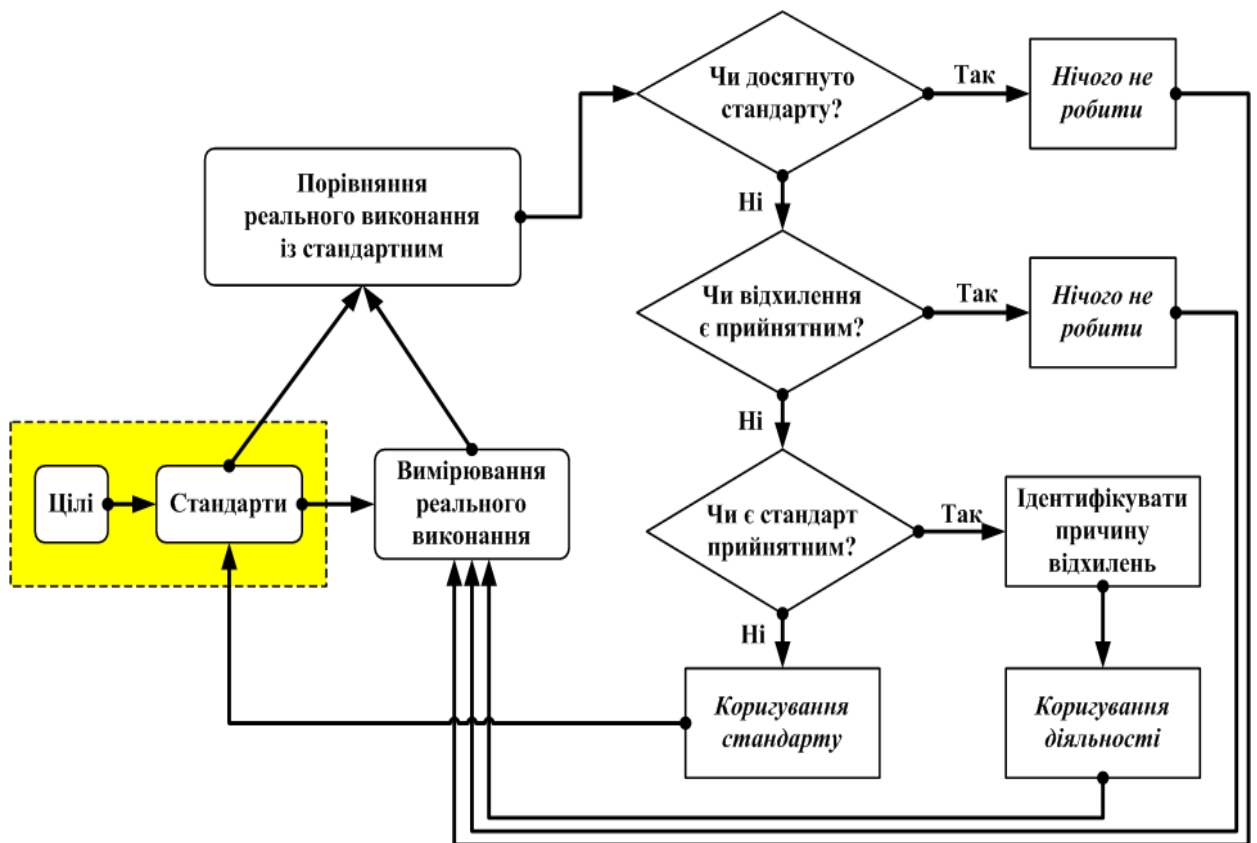 Чи досягнуто
стандарту?
Так
Нічого не
робити
Порівняння
реального виконання
із стандартним
Ні
Чи відхилення
є прийнятним?
Так
Нічого не
робити
Ні
Цілі
Стандарти
Вимірювання
реального
виконання
Чи є стандарт
прийнятним?
Так
Ідентифікувати
причину
відхилень
Ні
Коригування
стандарту
Коригування
діяльності